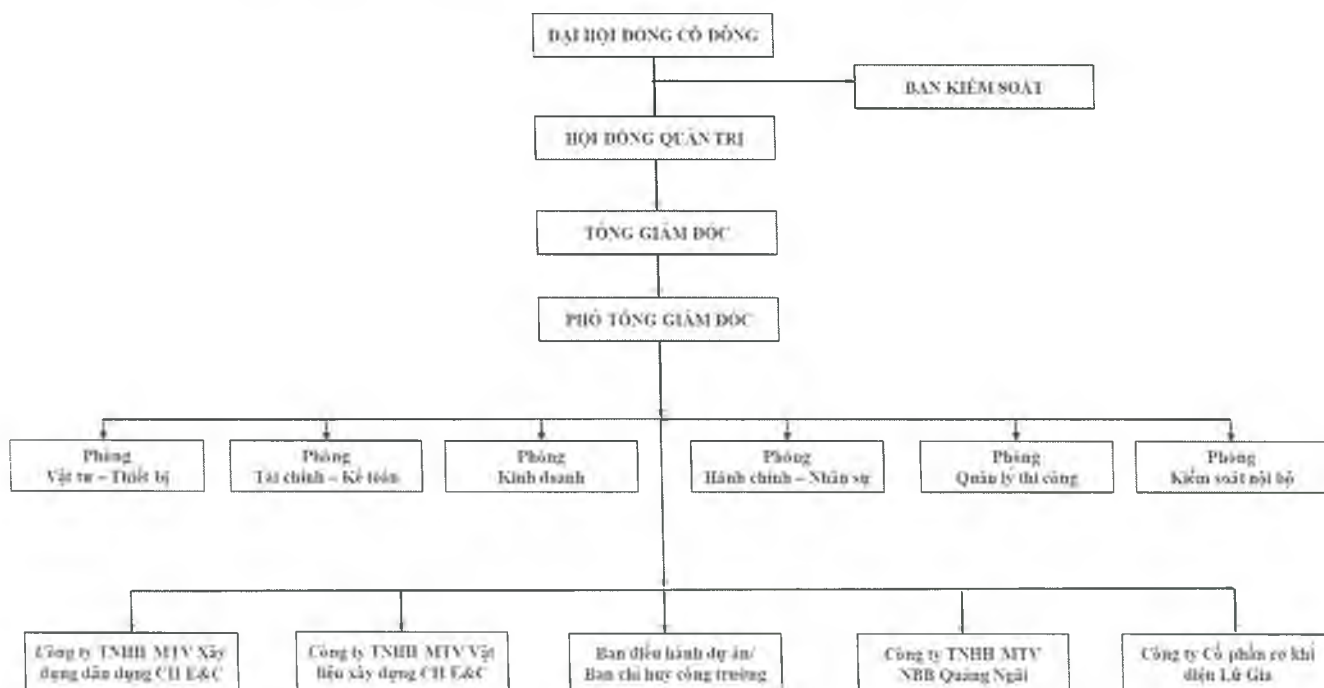 ĐẠI HỘI ĐỒNG CỔ ĐÔNG
BAN KIỂM SOÁT
HỘI ĐỒNG QUẢN TRỊ
TỔNG GIÁM ĐỐC
PHÓ TỔNG GIÁM ĐỐC
Phòng
Vật tư – Thiết bị
Phòng
Tài chính – Kế toán
Phòng
Kinh doanh
Phòng
Hành chính – Nhân sự
Phòng
Quản lý thi công
Phòng
Kiểm soát nội bộ
Công ty TNHH MTV Xây
dựng dân dụng CII E&C
Công ty TNHH MTV Vật
liệu xây dựng CII E&C
Ban điều hành dự án/
Ban chỉ huy công trường
Công ty TNHH MTV
NBB Quảng Ngãi
Công ty Cổ phần cơ khí
điện Lữ Gia